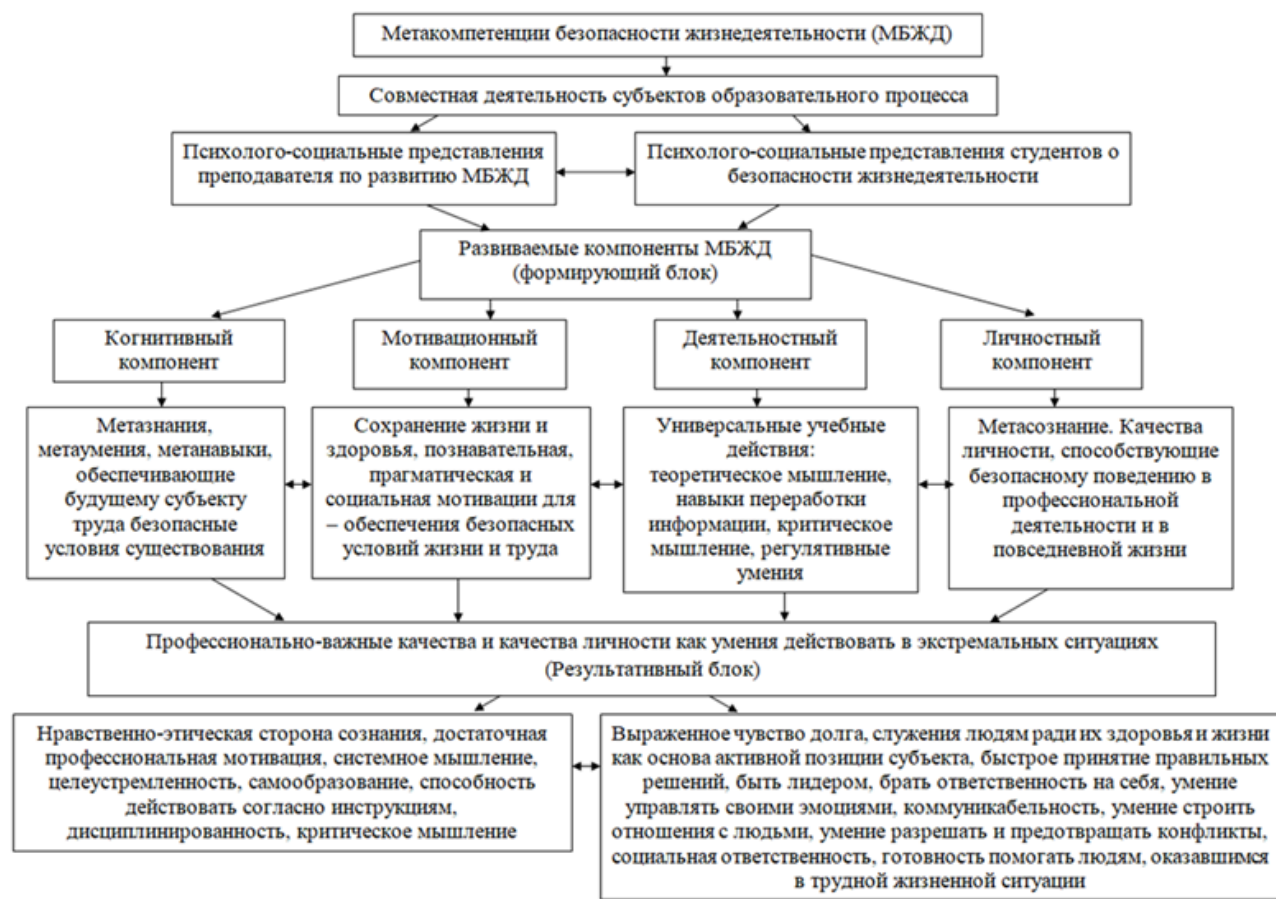 Метакомпетенции безопасности жизнедеятельности (МБЖД)
Совместная деятельность субъектов образовательного процесса
Психолого-социальные представления
преподавателя по развитию МБЖД
Психолого-социальные представления студентов о
безопасности жизнедеятельности
Развиваемые компоненты МБЖД
(формирующий блок)
Когнитивный
компонент
Мотивационный
компонент
Деятельностный
компонент
Личностный
компонент
Метазнания,
метаумения, метанавыки,
обеспечивающие
будущему субъекту
труда безопасные
условия существования
Сохранение жизни и
здоровья, познавательная,
прагматическая и
социальная мотивации для
– обеспечения безопасных
условий жизни и труда
Универсальные учебные
действия:
теоретическое мышление,
навыки переработки
информации, критическое
мышление, регулятивные
умения
Метасознание. Качества
личности, способствующие
безопасному поведению в
профессиональной
деятельности и в
повседневной жизни
Профессионально-важные качества и качества личности как умения действовать в экстремальных ситуациях
(Результативный блок)
Нравственно-этическая сторона сознания, достаточная
профессиональная мотивация, системное мышление,
целеустремленность, самообразование, способность
действовать согласно инструкциям,
дисциплинированность, критическое мышление
Выраженное чувство долга, служения людям ради их здоровья и жизни
как основа активной позиции субъекта, быстрое принятие правильных
решений, быть лидером, брать ответственность на себя, умение
управлять своими эмоциями, коммуникабельность, умение строить
отношения с людьми, умение разрешать и предотвращать конфликты,
социальная ответственность, готовность помогать людям, оказавшимся
в трудной жизненной ситуации